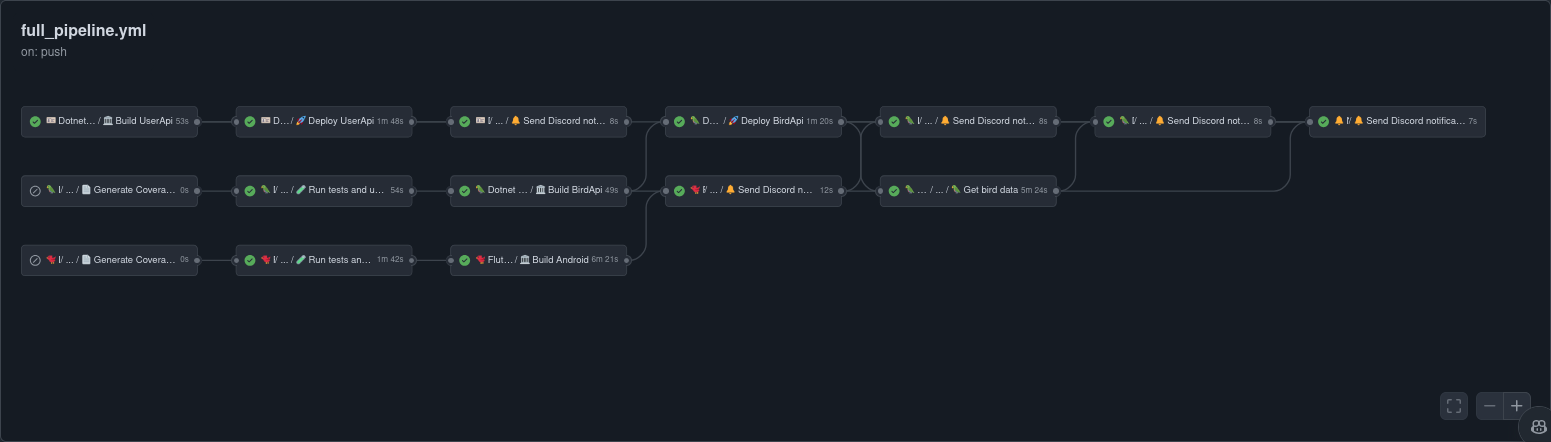 full_pipeline.yml
on: push
🪪 Dotnet... / 🏛 Build UserApi 53s
🪪 D... / 🚀 Deploy UserApi 1m 48s
🪪 I/ ... / 🔔 Send Discord not... 8s
🦜 D... / 🚀 Deploy BirdApi 1m 20s
🦜 I/ ... / 🔔 Send Discord not... 8s
🦜 I/ ... / 🔔 Send Discord not... 8s
🔔 I/ 🔔 Send Discord notifica... 7s
🦜 I/ ... / 📄 Generate Covera... 0s
🦜 I/ ... / 🧪 Run tests and u... 54s
🦜 Dotnet ... / 🏛 Build BirdApi 49s
🐦 I/ ... / 🔔 Send Discord n... 12s
🦜 ... / ... / 🦜 Get bird data 5m 24s
🐦 I/ ... / 📄 Generate Covera... 0s
🐦 I/ ... / 🧪 Run tests an... 1m 42s
🐦 Flut... / 🏛 Build Android 6m 21s